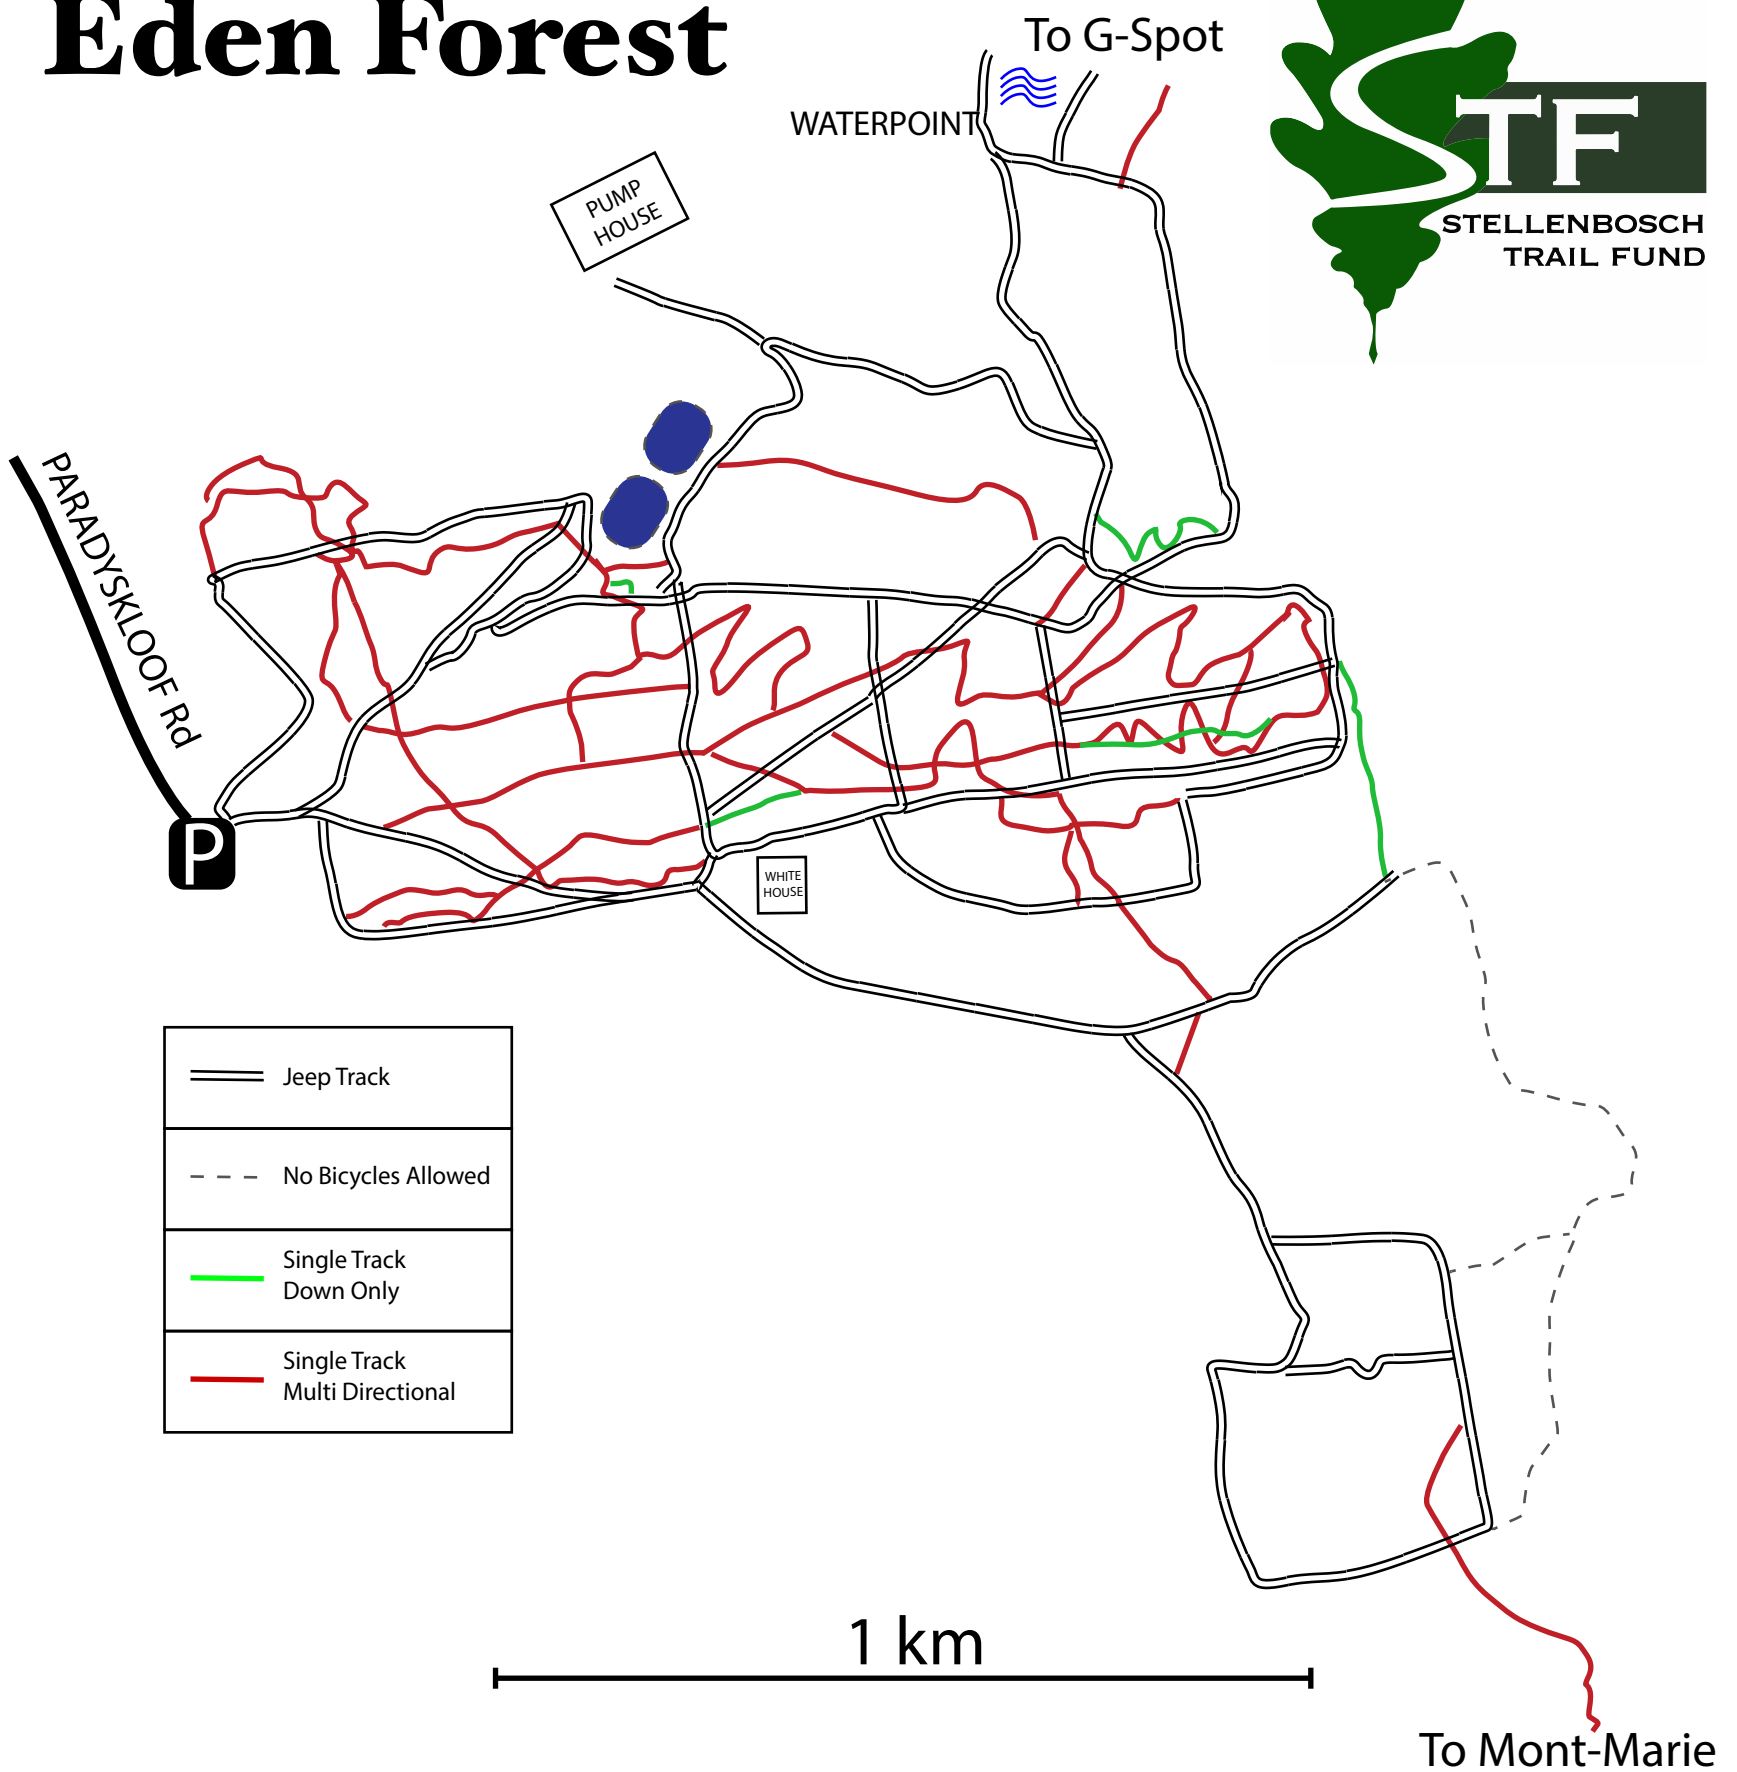 Eden Forest
To G-Spot
WATERPOINT
STF
STELLENBOSCH
TRAIL FUND
PUMP
HOUSE
PARADYSKLOOF Rd
P
WHITE
HOUSE
Jeep Track
No Bicycles Allowed
Single Track
Down Only
Single Track
Multi Directional
1 km
To Mont-Marie